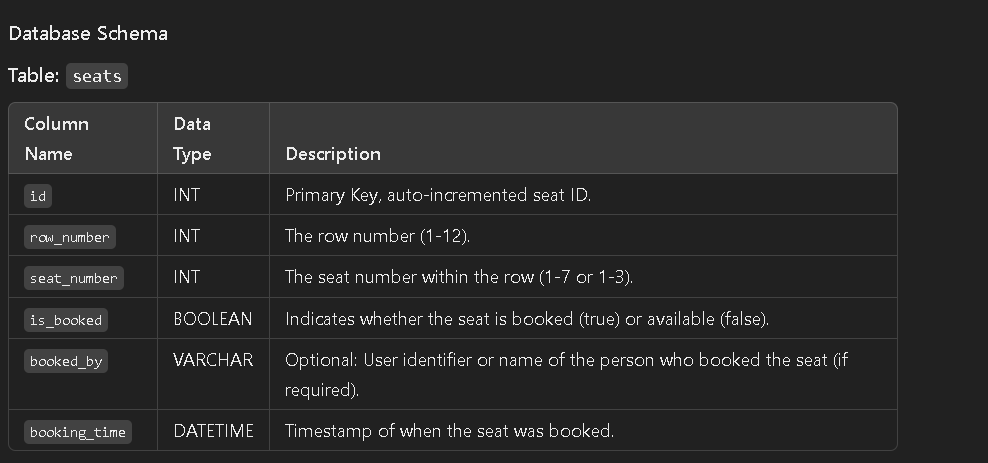 Database Schema
Table: seats
Column Name Data Type Description
id INT Primary Key, auto-incremented seat ID.
row_number INT The row number (1-12).
seat_number INT The seat number within the row (1-7 or 1-3).
is_booked BOOLEAN Indicates whether the seat is booked (true) or available (false).
booked_by VARCHAR Optional: User identifier or name of the person who booked the seat (if
required).
booking_time DATETIME Timestamp of when the seat was booked.